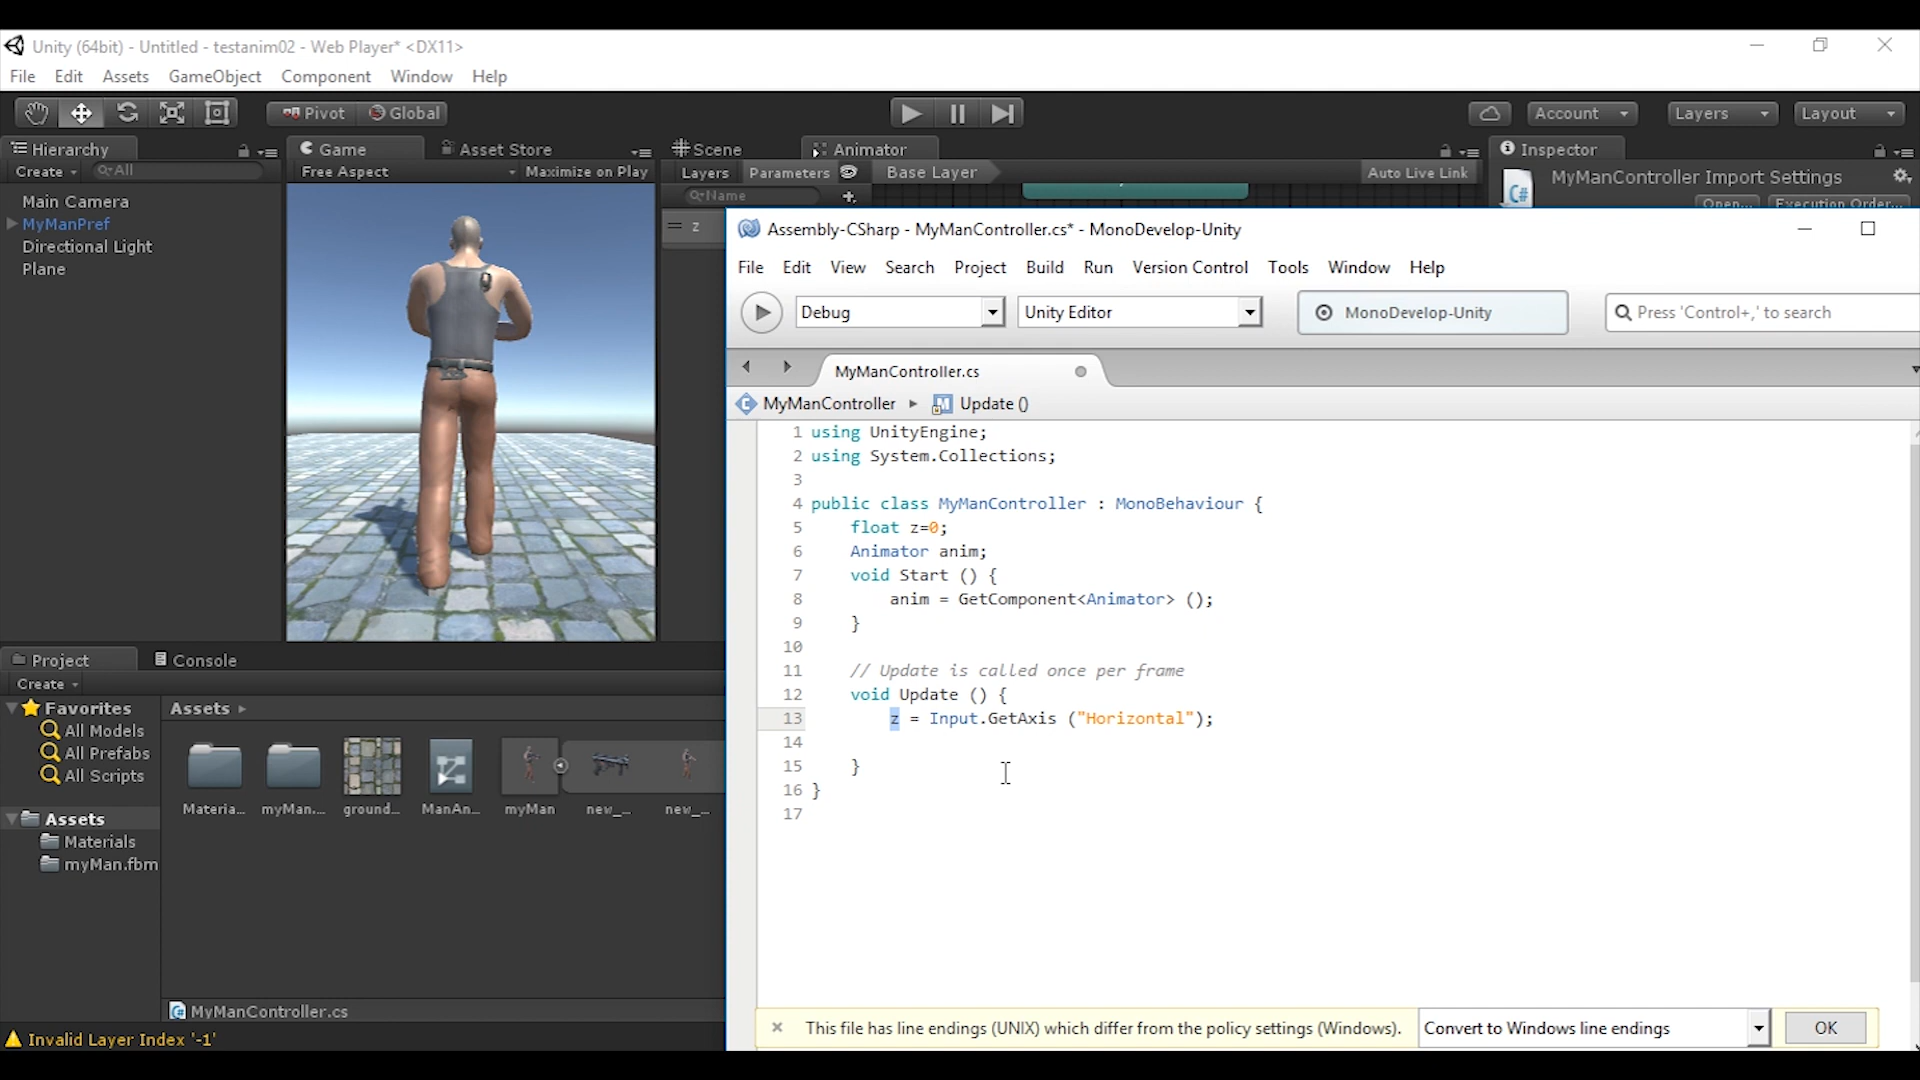 Unity (64bit) - Untitled - testanim02 - Web Player* <DX11>
File Edit Assets GameObject Component Window Help
Pivot Global Account Layers Layout
Hierarchy
Create All
Main Camera
MyManPref
Directional Light
Plane
Game Asset Store
Free Aspect Maximize on Play
Scene Animator
Layers Parameters Base Layer Auto Live Link
Name
z
Inspector
MyManController Import Settings
Open... Execution Order...
Assembly-CSharp - MyManController.cs* - MonoDevelop-Unity
File Edit View Search Project Build Run Version Control Tools Window Help
Debug Unity Editor MonoDevelop-Unity Press 'Control+,' to search
MyManController.cs
MyManController Update ()
1 using UnityEngine;
2 using System.Collections;
3
4 public class MyManController : MonoBehaviour {
5 float z=0;
6 Animator anim;
7 void Start () {
8 anim = GetComponent<Animator> ();
9 }
10
11 // Update is called once per frame
12 void Update () {
13 z = Input.GetAxis ("Horizontal");
14
15 }
16 }
17
This file has line endings (UNIX) which differ from the policy settings (Windows). Convert to Windows line endings OK
Project Console
Create
Favorites
All Models
All Prefabs
All Scripts
Assets
Materials
myMan.fbm
Assets
Materia... myMan.... ground... ManAn... myMan new_... new_...
MyManController.cs
Invalid Layer Index '-1'